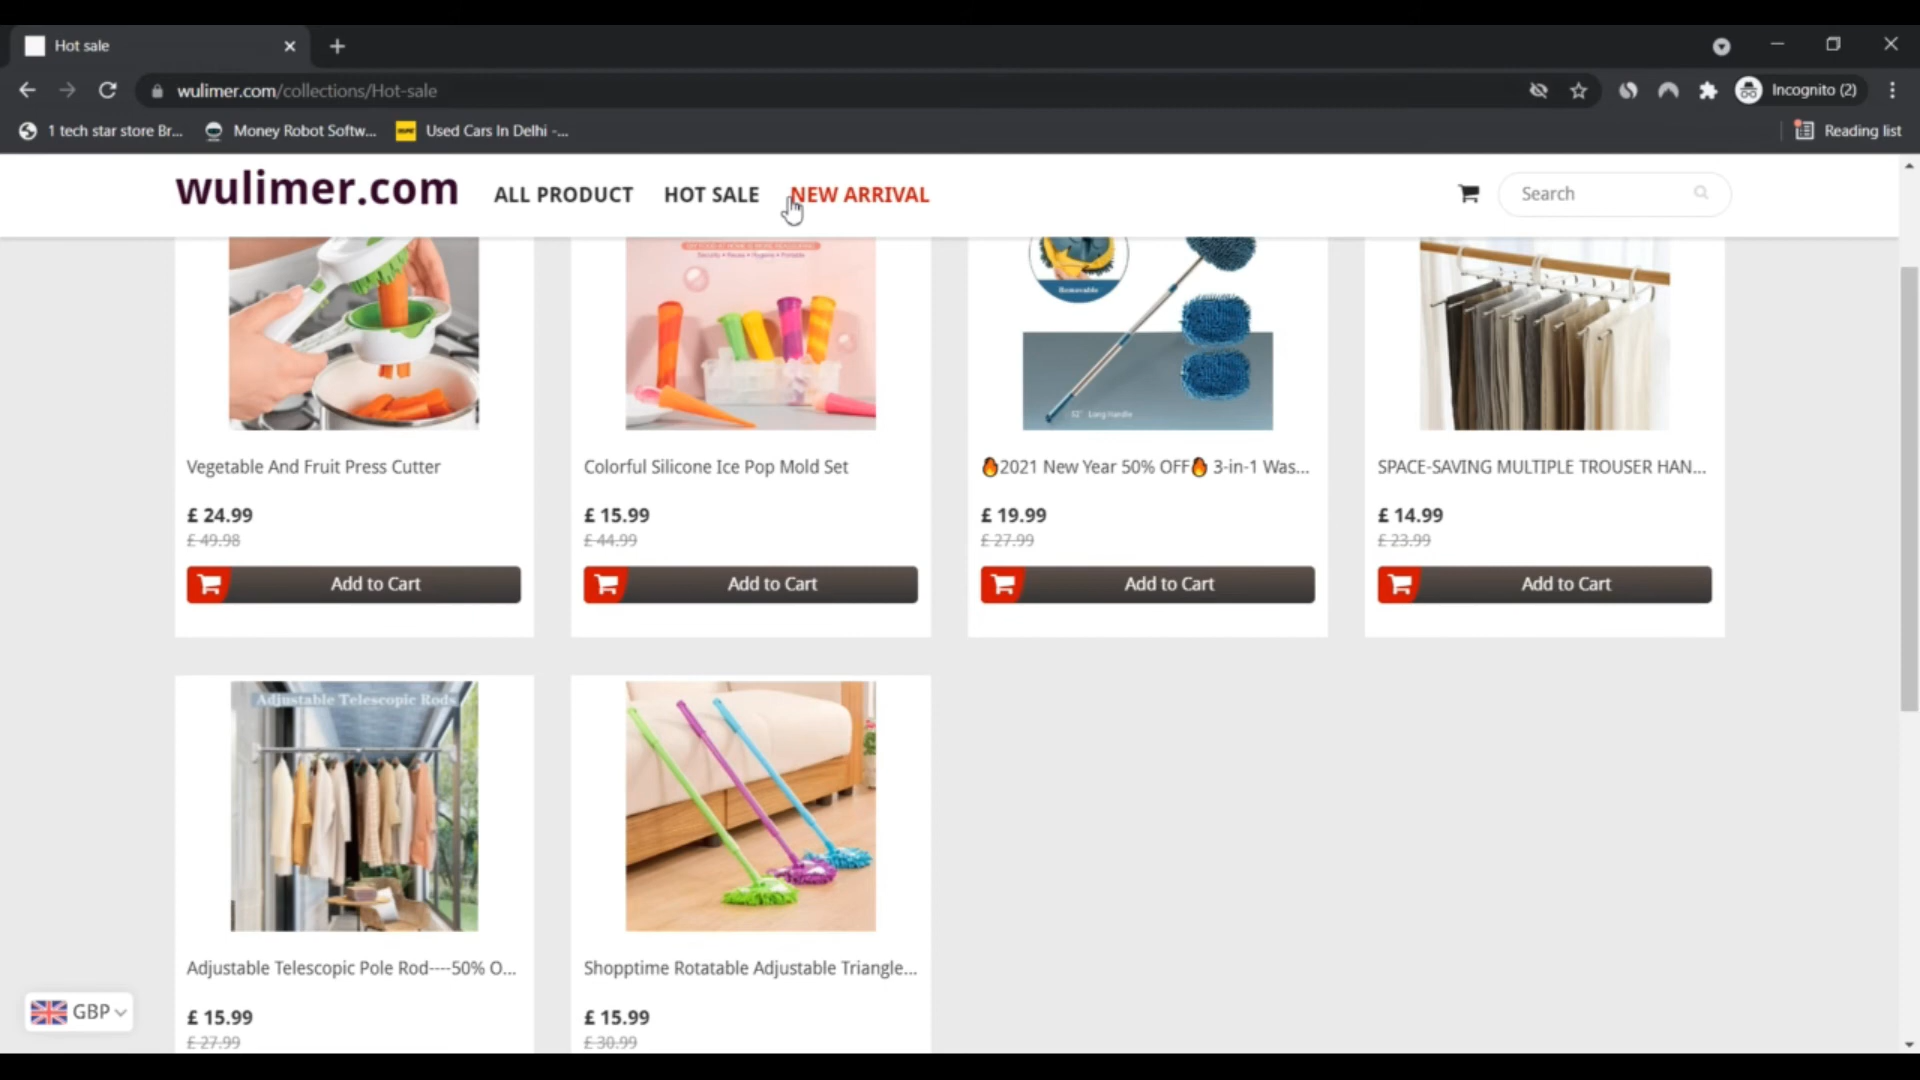 Hot sale
wulimer.com/collections/Hot-sale
Incognito (2)
1 tech star store Br...
Money Robot Softw...
Used Cars In Delhi -...
Reading list
wulimer.com
ALL PRODUCT
HOT SALE
NEW ARRIVAL
Search
Removable
52" Long Handle
Vegetable And Fruit Press Cutter
Colorful Silicone Ice Pop Mold Set
🔥2021 New Year 50% OFF🔥 3-in-1 Was...
SPACE-SAVING MULTIPLE TROUSER HAN...
£ 24.99
£ 15.99
£ 19.99
£ 14.99
£ 49.98
£ 44.99
£ 27.99
£ 23.99
Add to Cart
Add to Cart
Add to Cart
Add to Cart
Adjustable Telescopic Rods
Adjustable Telescopic Pole Rod----50% O...
Shopptime Rotatable Adjustable Triangle...
£ 15.99
£ 15.99
£ 27.99
£ 30.99
GBP